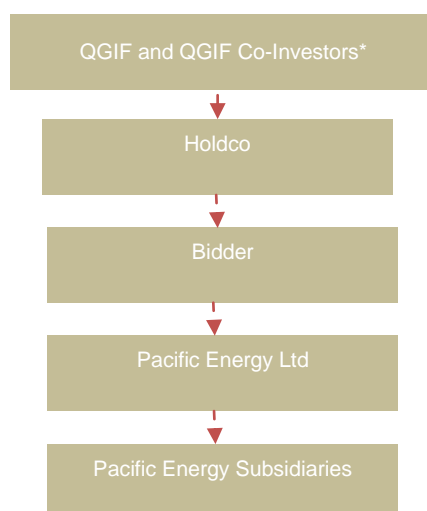 QGIF and QGIF Co-Investors*
Holdco
Bidder
Pacific Energy Ltd
Pacific Energy Subsidiaries